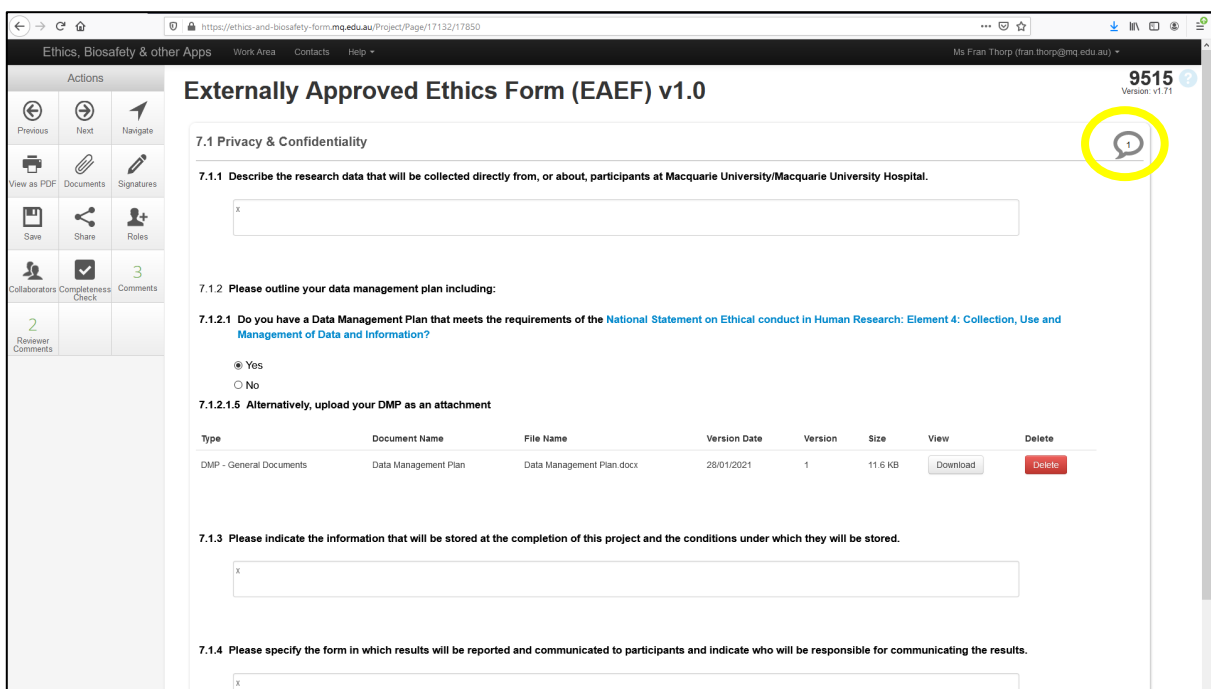 https://ethics-and-biosafety-form.mq.edu.au/Project/Page/17132/17850
Ethics, Biosafety & other Apps Work Area Contacts Help
Ms Fran Thorp (fran.thorp@mq.edu.au)
Actions
Previous Next Navigate
View as PDF Documents Signatures
Save Share Roles
Collaborators Completeness Check 3 Comments
2 Reviewer Comments
Externally Approved Ethics Form (EAEF) v1.0
9515 ?
Version: v1.71
7.1 Privacy & Confidentiality
1
7.1.1 Describe the research data that will be collected directly from, or about, participants at Macquarie University/Macquarie University Hospital.
x
7.1.2 Please outline your data management plan including:
7.1.2.1 Do you have a Data Management Plan that meets the requirements of the National Statement on Ethical conduct in Human Research: Element 4: Collection, Use and
Management of Data and Information?
Yes
No
7.1.2.1.5 Alternatively, upload your DMP as an attachment
Type Document Name File Name Version Date Version Size View Delete
DMP - General Documents Data Management Plan Data Management Plan.docx 28/01/2021 1 11.6 KB Download Delete
7.1.3 Please indicate the information that will be stored at the completion of this project and the conditions under which they will be stored.
x
7.1.4 Please specify the form in which results will be reported and communicated to participants and indicate who will be responsible for communicating the results.
x